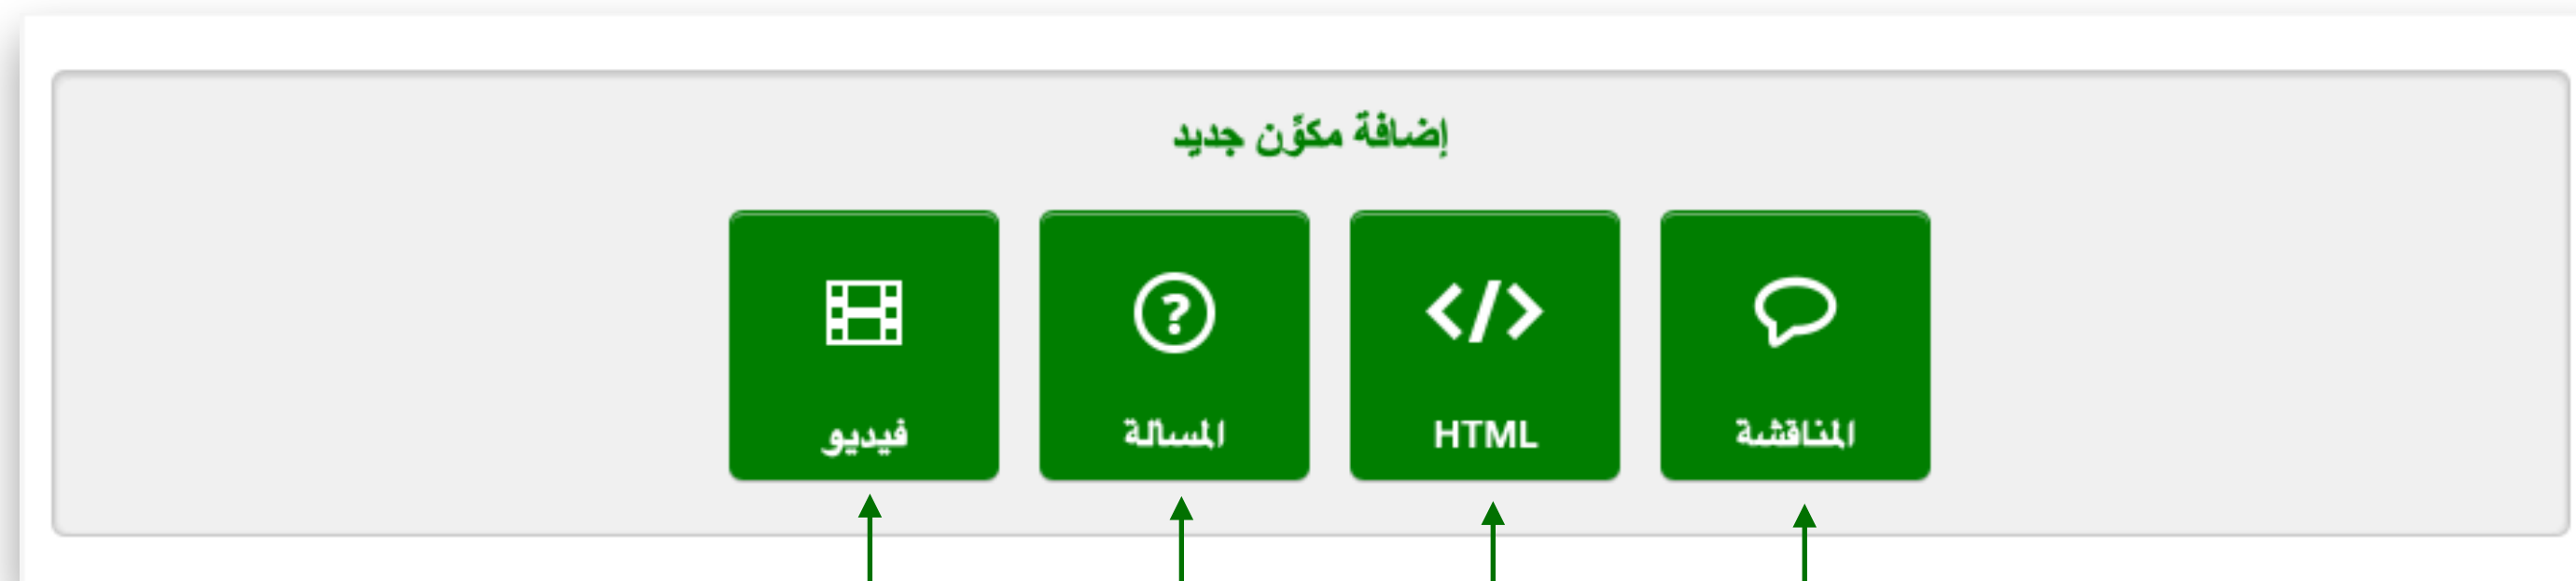 إضافة مكوَّن جديد
المناقشة
HTML
المسألة
فيديو